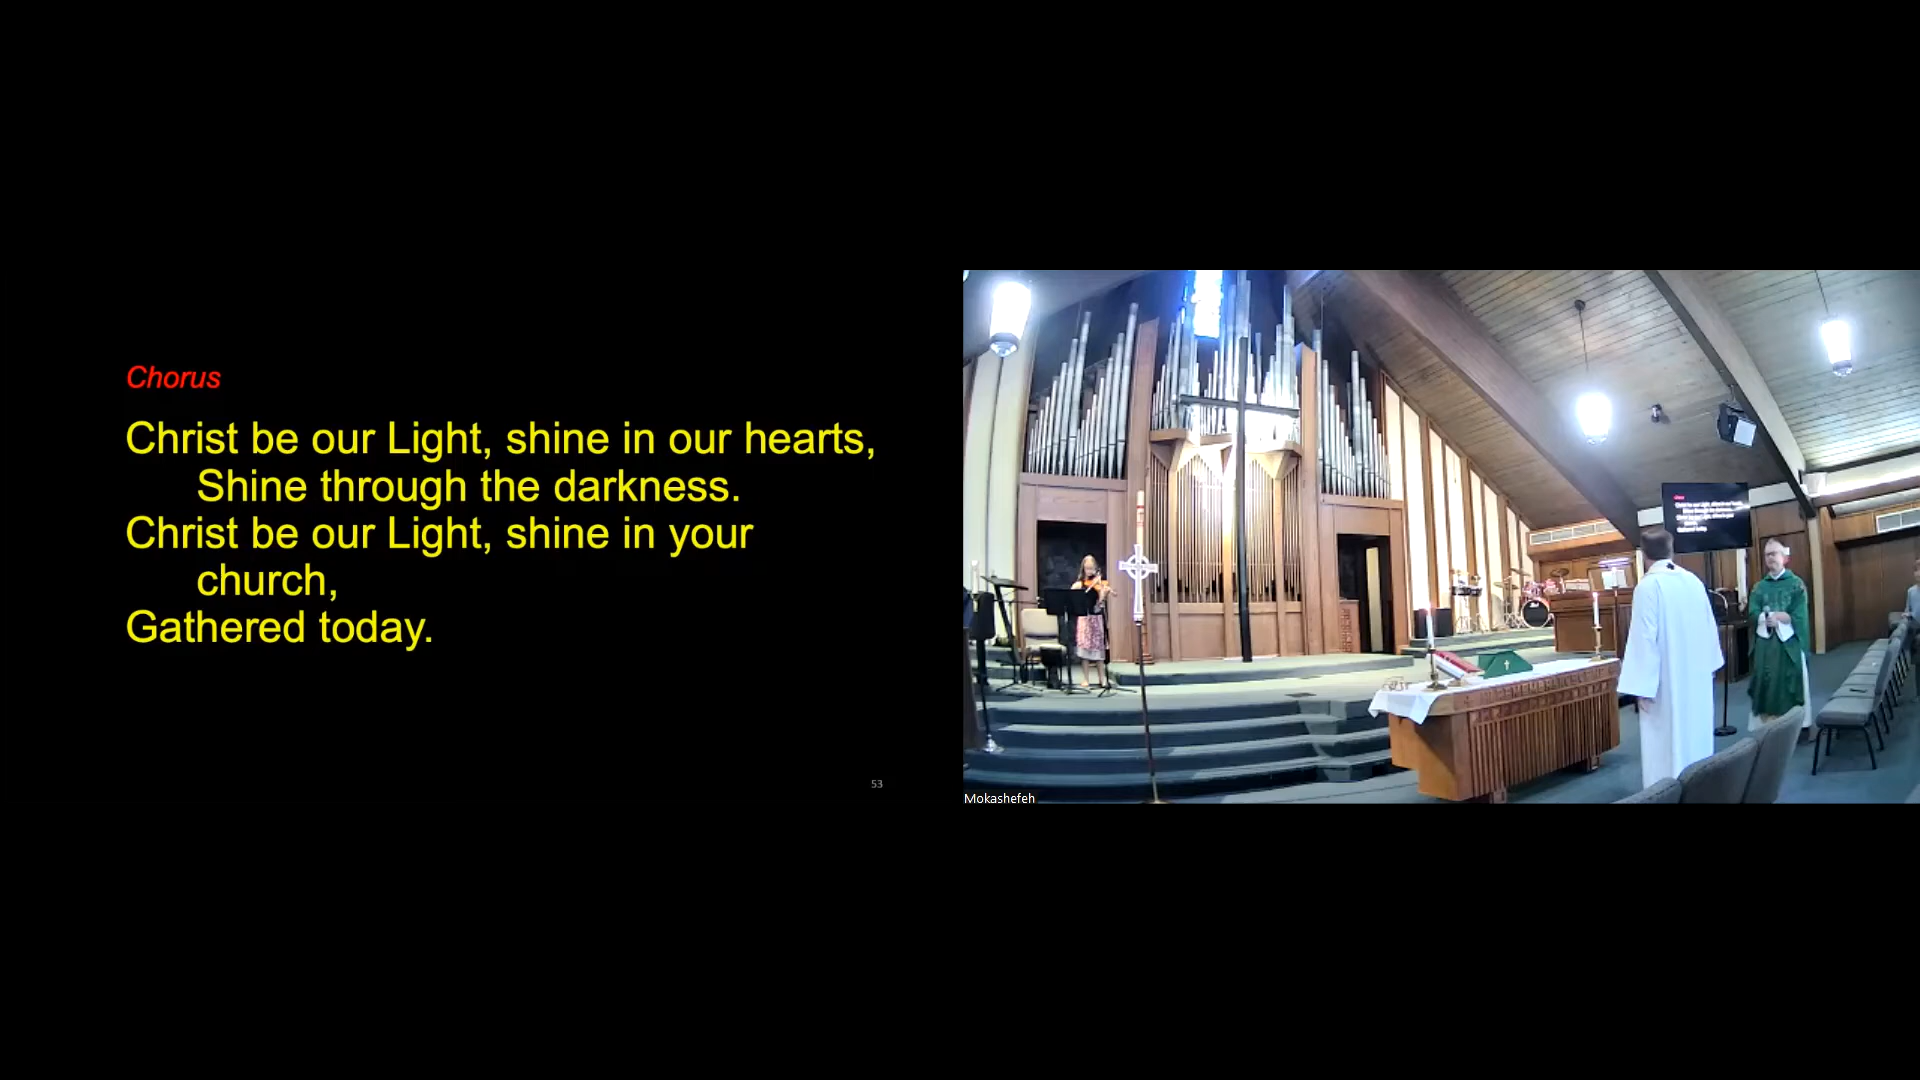 Chorus
Christ be our Light, shine in our hearts,
Shine through the darkness.
Christ be our Light, shine in your
church,
Gathered today.
53
Mokashefeh